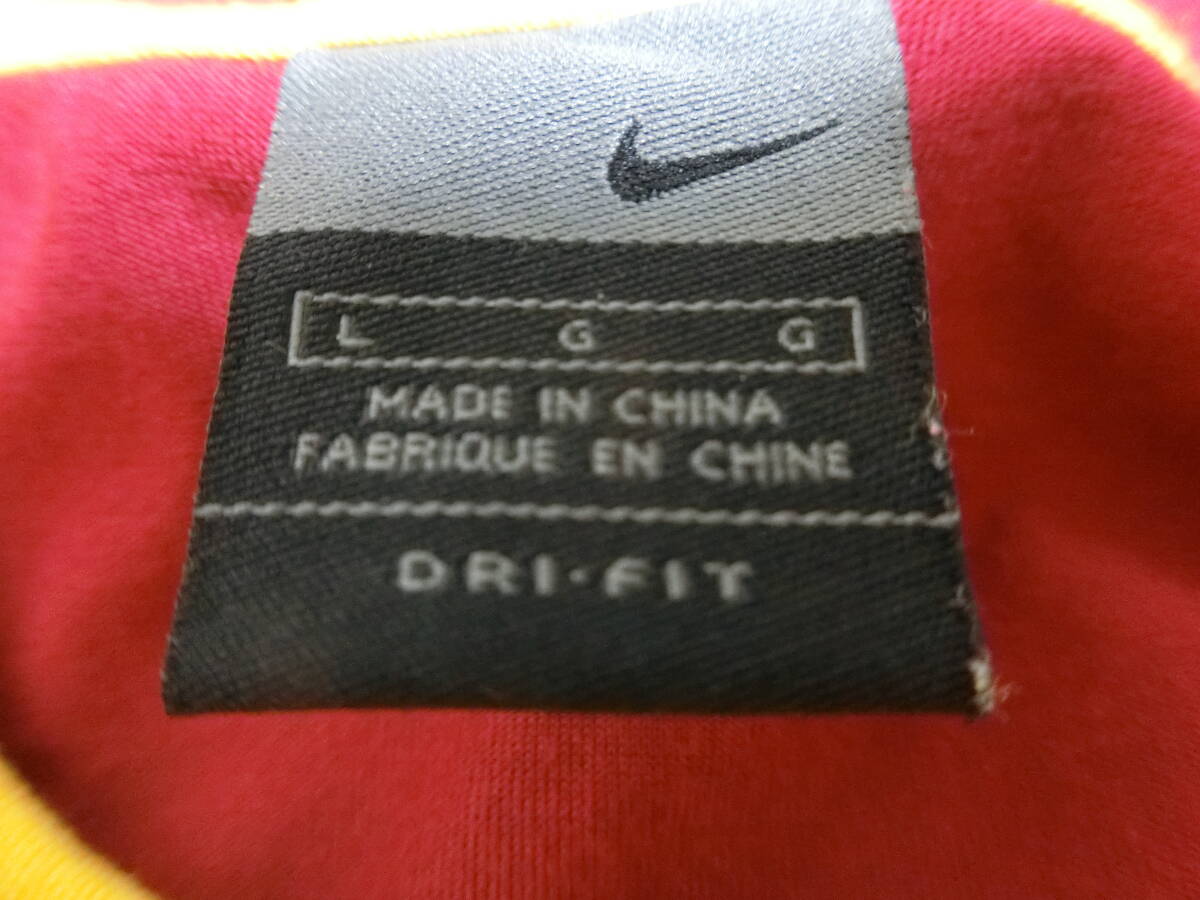 L G G
MADE IN CHINA
FABRIQUE EN CHINE
DRI·FIT